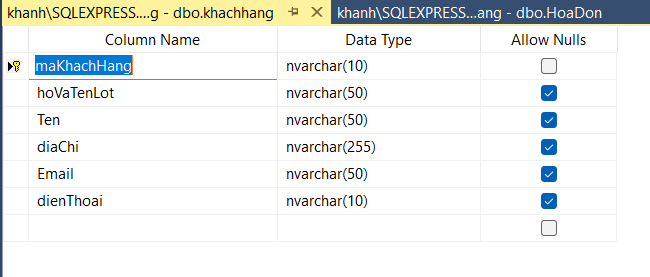 khanh\SQLEXPRESS....g - dbo.khachhang khanh\SQLEXPRESS...ang - dbo.HoaDon
Column Name Data Type Allow Nulls
maKhachHang nvarchar(10)
hoVaTenLot nvarchar(50)
Ten nvarchar(50)
diaChi nvarchar(255)
Email nvarchar(50)
dienThoai nvarchar(10)